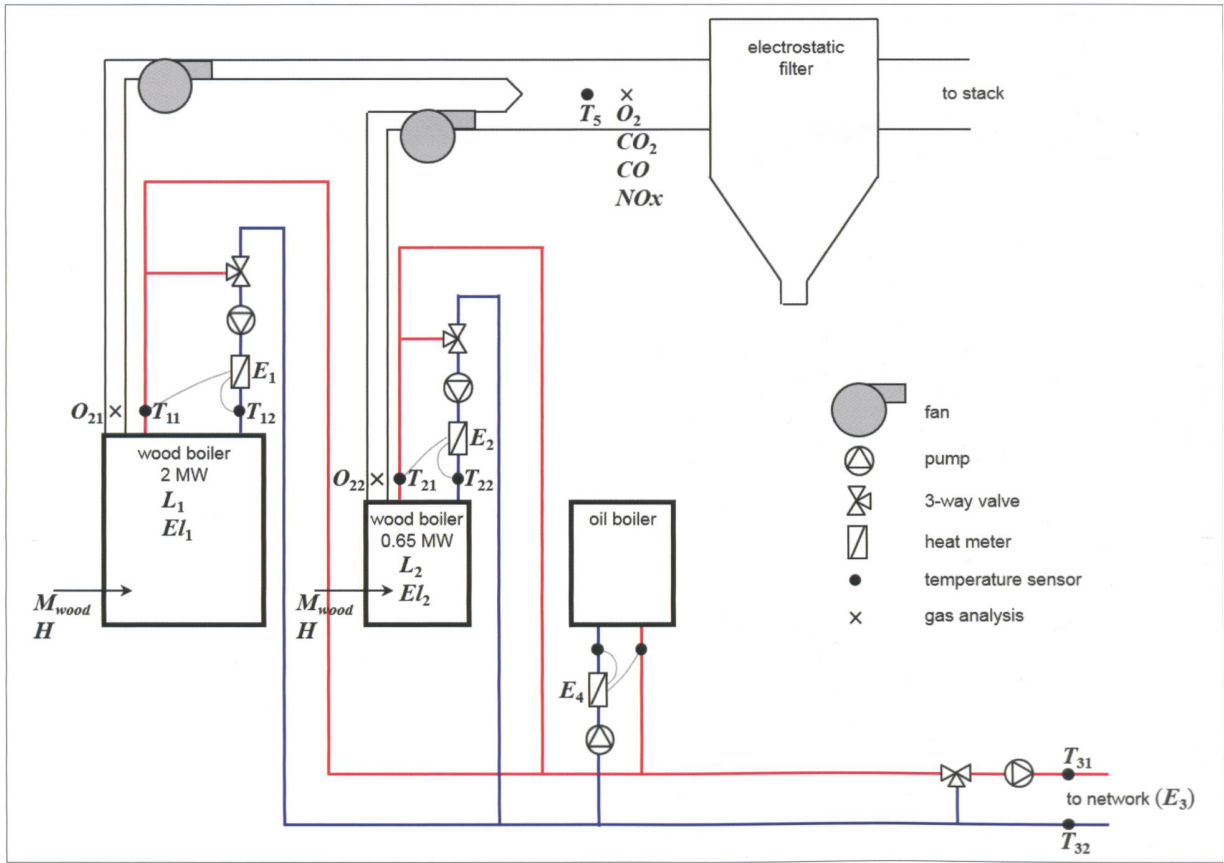 electrostatic
filter
to stack
T5 O2
CO2
CO
NOx
E1
O21 T11 T12
wood boiler
2 MW
L1
El1
Mwood
H
E2
O22 T21 T22
wood boiler
0.65 MW
L2
El2
Mwood
H
oil boiler
E4
fan
pump
3-way valve
heat meter
temperature sensor
gas analysis
T31
to network (E3)
T32